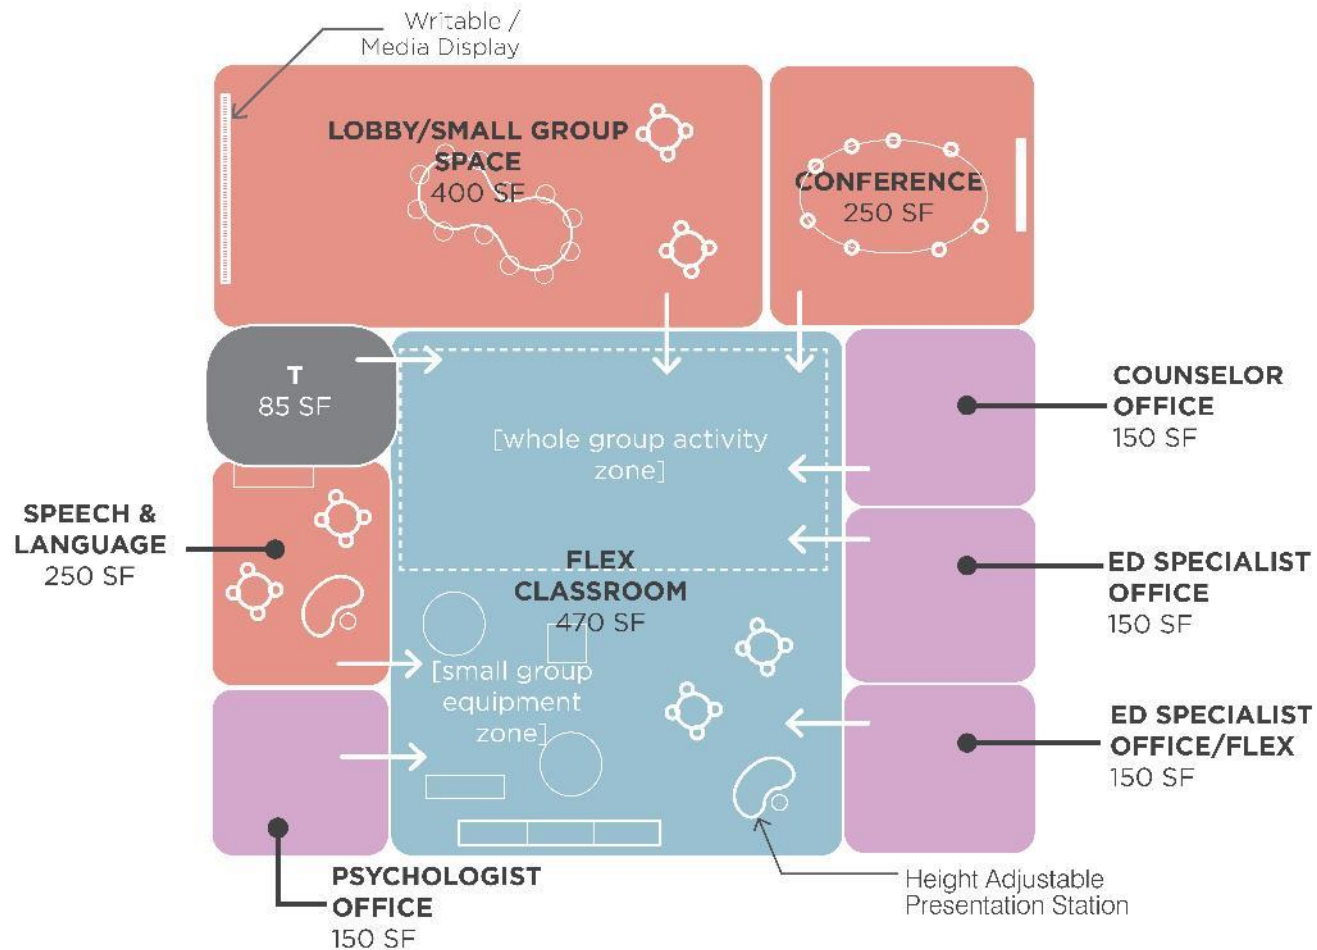 Writable /
Media Display
LOBBY/SMALL GROUP
SPACE
400 SF
CONFERENCE
250 SF
T
85 SF
[whole group activity
zone]
COUNSELOR
OFFICE
150 SF
SPEECH &
LANGUAGE
250 SF
FLEX
CLASSROOM
470 SF
ED SPECIALIST
OFFICE
150 SF
[small group
equipment
zone]
ED SPECIALIST
OFFICE/FLEX
150 SF
PSYCHOLOGIST
OFFICE
150 SF
Height Adjustable
Presentation Station